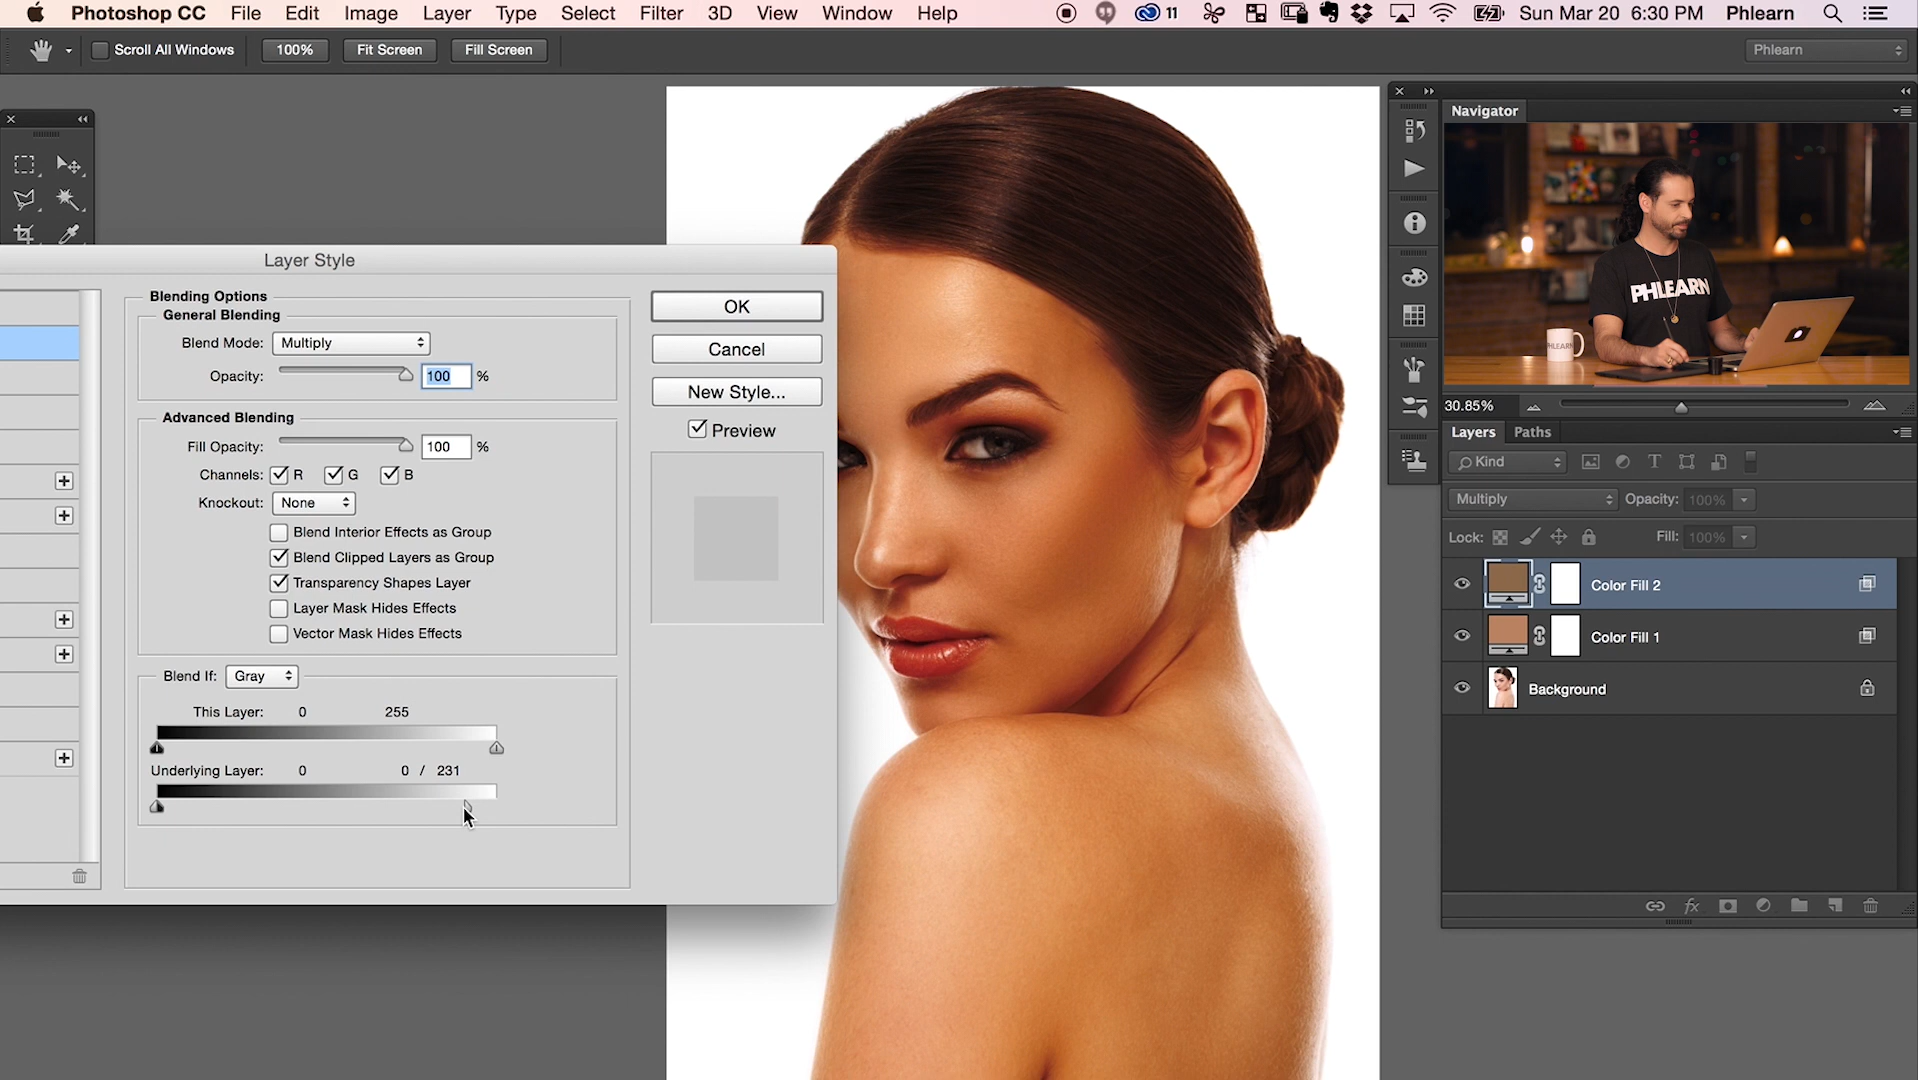 Photoshop CC File Edit Image Layer Type Select Filter 3D View Window Help 11 Sun Mar 20 6:30 PM Phlearn
Scroll All Windows 100% Fit Screen Fill Screen Phlearn
Navigator
PHLEARN
PHLEARN
30.85%
Layer Style
Blending Options
General Blending
Blend Mode: Multiply
Opacity: 100 %
Advanced Blending
Fill Opacity: 100 %
Channels: R G B
Knockout: None
Blend Interior Effects as Group
Blend Clipped Layers as Group
Transparency Shapes Layer
Layer Mask Hides Effects
Vector Mask Hides Effects
Blend If: Gray
This Layer: 0 255
Underlying Layer: 0 0 / 231
OK
Cancel
New Style...
Preview
Layers Paths
Kind
Multiply Opacity: 100%
Lock: Fill: 100%
Color Fill 2
Color Fill 1
Background
fx